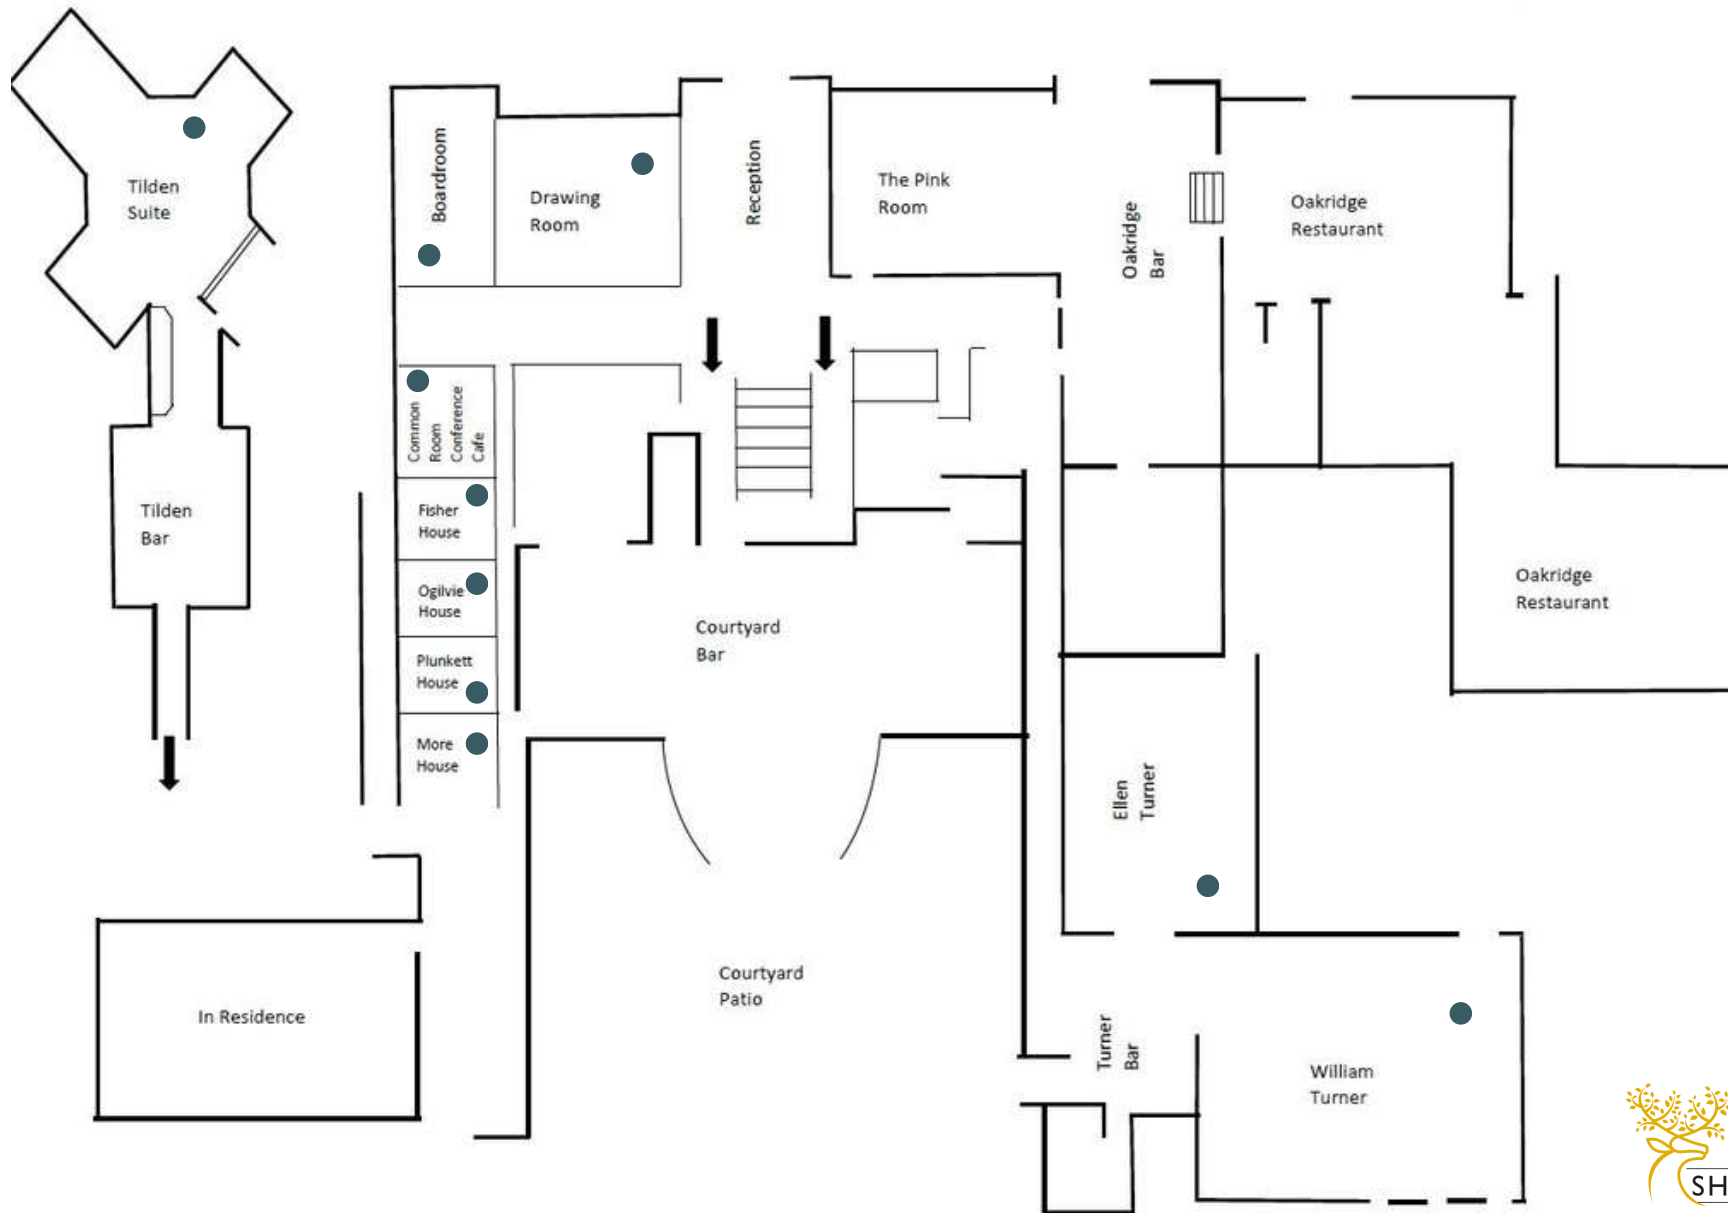 Tilden
Suite
Boardroom
Drawing
Room
Reception
The Pink
Room
Oakridge
Bar
Oakridge
Restaurant
Common
Room
Conference
Cafe
Fisher
House
Ogilvie
House
Plunkett
House
More
House
Tilden
Bar
Courtyard
Bar
Oakridge
Restaurant
Ellen
Turner
In Residence
Courtyard
Patio
Turner
Bar
William
Turner
SH